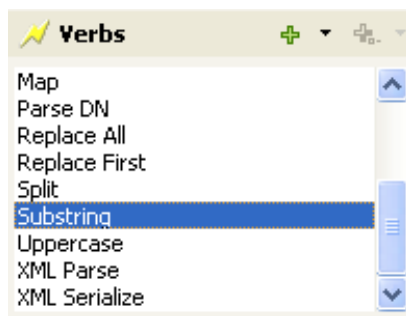 Verbs
Map
Parse DN
Replace All
Replace First
Split
Substring
Uppercase
XML Parse
XML Serialize